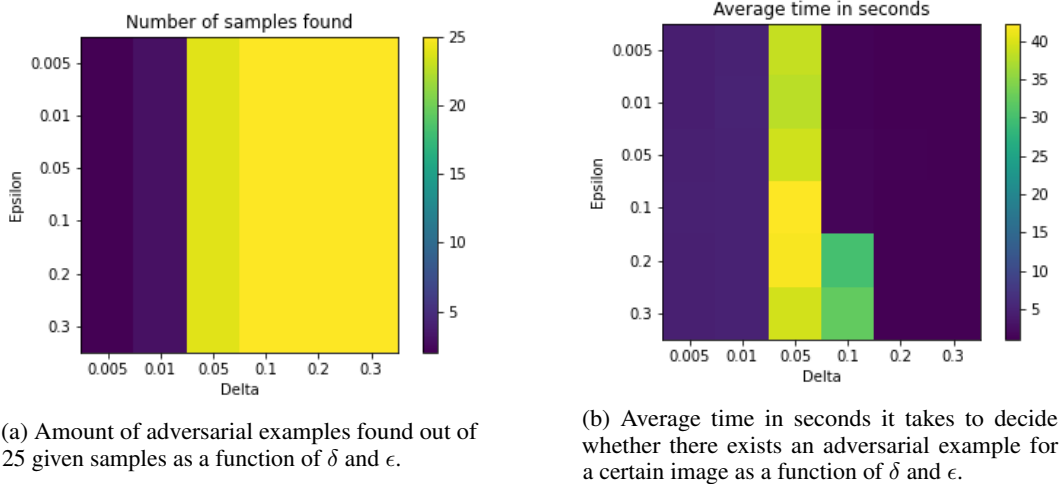 Number of samples found
0.005
0.01
0.05
0.1
0.2
0.3
Epsilon
0.005 0.01 0.05 0.1 0.2 0.3
Delta
25
20
15
10
5
(a) Amount of adversarial examples found out of
25 given samples as a function of δ and ϵ.
Average time in seconds
0.005
0.01
0.05
0.1
0.2
0.3
Epsilon
0.005 0.01 0.05 0.1 0.2 0.3
Delta
40
35
30
25
20
15
10
5
(b) Average time in seconds it takes to decide
whether there exists an adversarial example for
a certain image as a function of δ and ϵ.